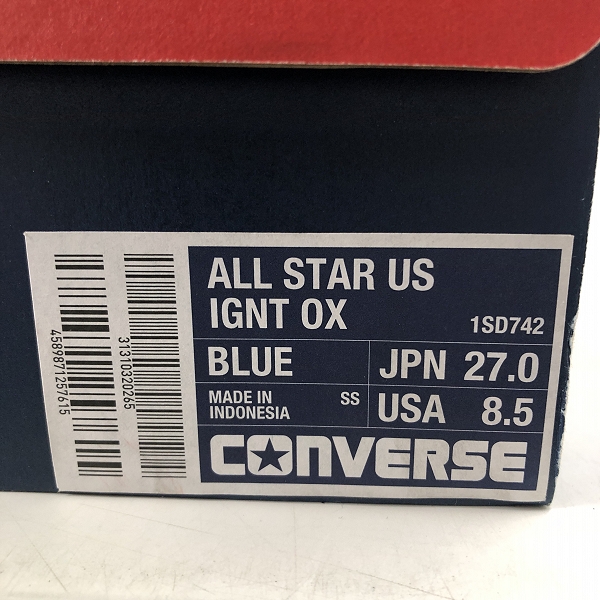 ALL STAR US
IGNT OX
1SD742
BLUE
JPN 27.0
MADE IN
INDONESIA
SS
USA 8.5
CONVERSE
4589871257615
31310320265